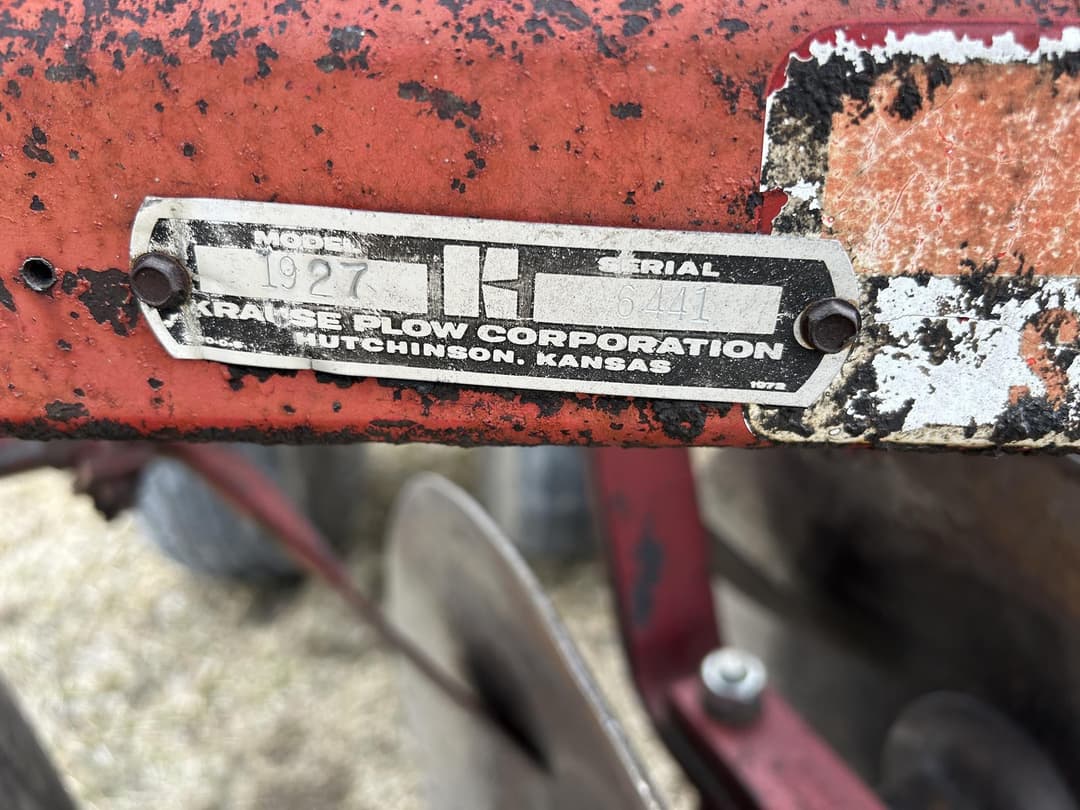 MODEL SERIAL
1927 K 6441
KRAUSE PLOW CORPORATION
HUTCHINSON, KANSAS
1972